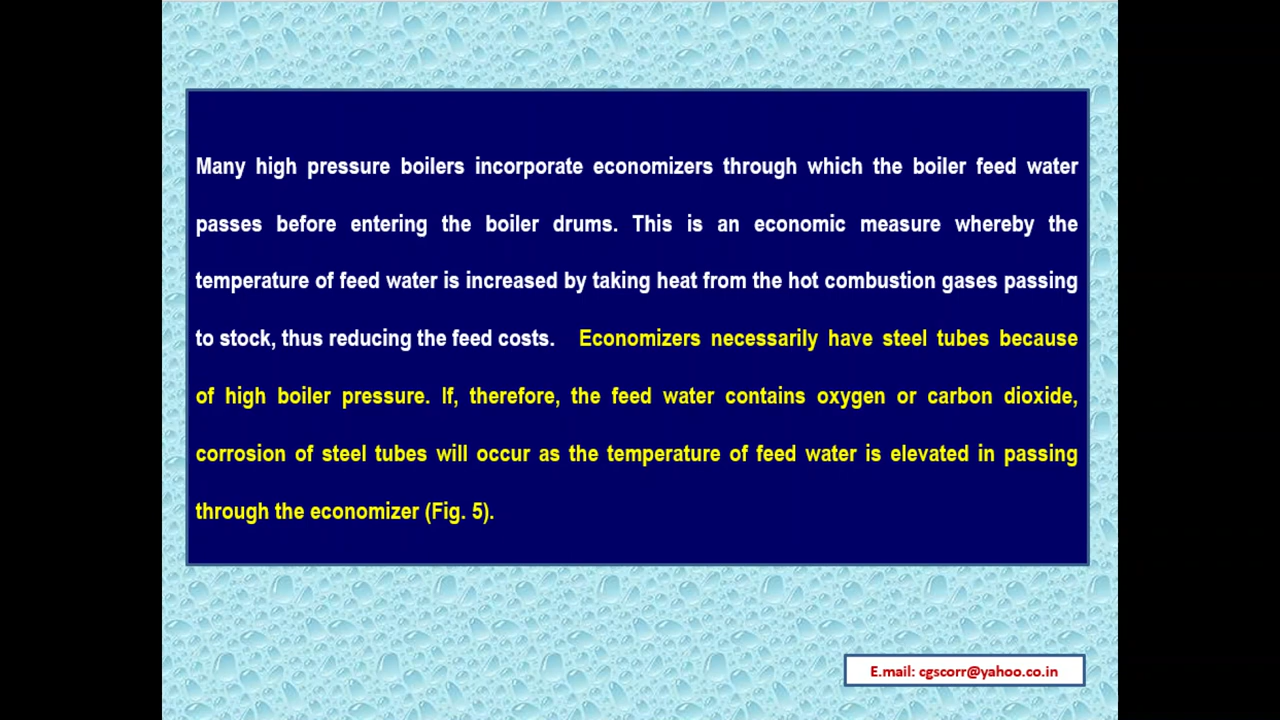 Many high pressure boilers incorporate economizers through which the boiler feed water
passes before entering the boiler drums. This is an economic measure whereby the
temperature of feed water is increased by taking heat from the hot combustion gases passing
to stock, thus reducing the feed costs. Economizers necessarily have steel tubes because
of high boiler pressure. If, therefore, the feed water contains oxygen or carbon dioxide,
corrosion of steel tubes will occur as the temperature of feed water is elevated in passing
through the economizer (Fig. 5).
E.mail: cgscorr@yahoo.co.in